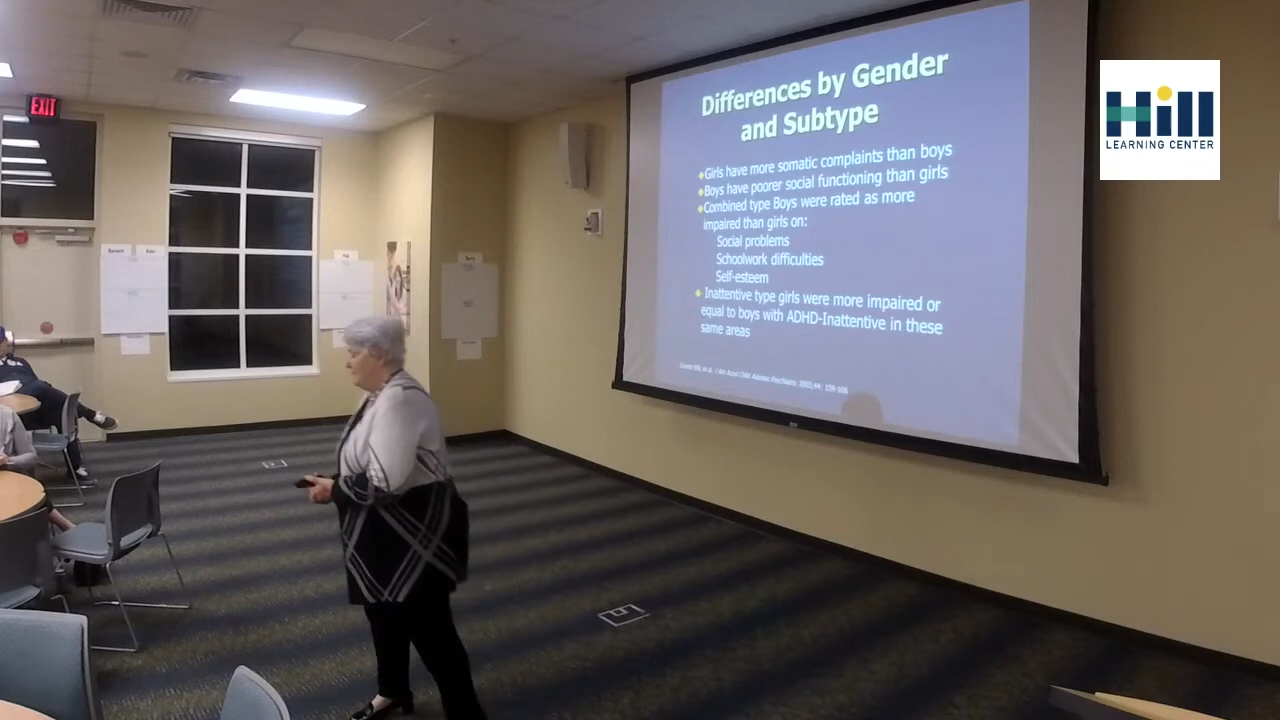 EXIT
Differences by Gender
and Subtype
Girls have more somatic complaints than boys
Boys have poorer social functioning than girls
Combined type Boys were rated as more
impaired than girls on:
Social problems
Schoolwork difficulties
Self-esteem
Inattentive type girls were more impaired or
equal to boys with ADHD-Inattentive in these
same areas
Hill
LEARNING CENTER